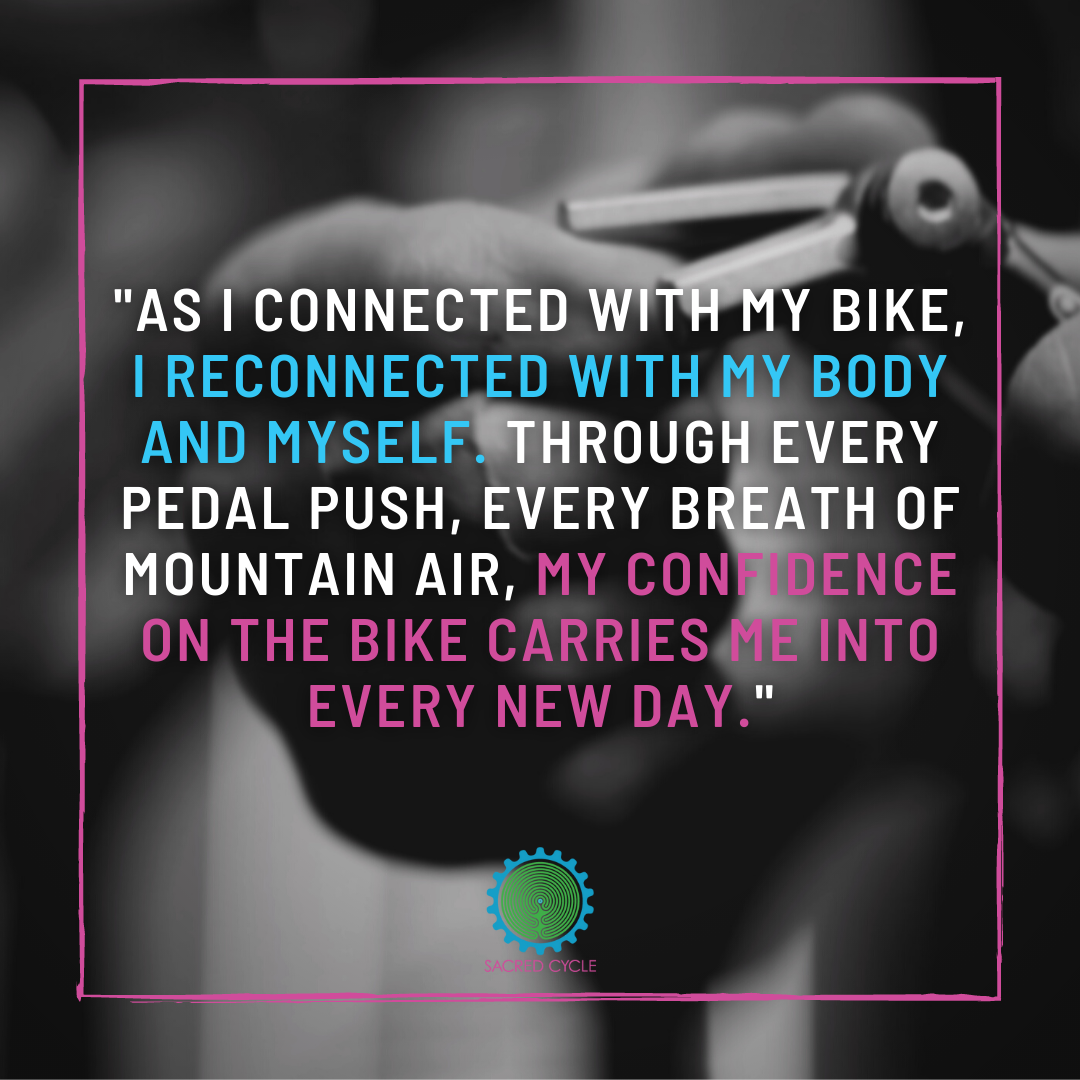 "AS I CONNECTED WITH MY BIKE,
I RECONNECTED WITH MY BODY
AND MYSELF. THROUGH EVERY
PEDAL PUSH, EVERY BREATH OF
MOUNTAIN AIR, MY CONFIDENCE
ON THE BIKE CARRIES ME INTO
EVERY NEW DAY."
SACRED CYCLE